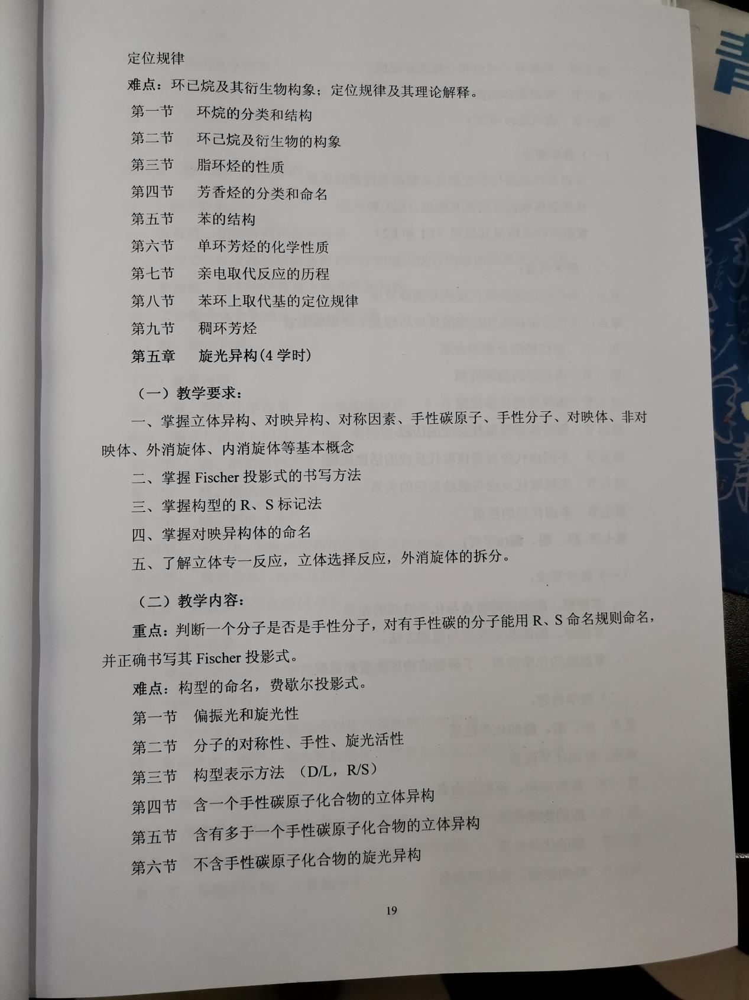 定位规律
难点：环己烷及其衍生物构象；定位规律及其理论解释。
第一节 环烷的分类和结构
第二节 环己烷及衍生物的构象
第三节 脂环烃的性质
第四节 芳香烃的分类和命名
第五节 苯的结构
第六节 单环芳烃的化学性质
第七节 亲电取代反应的历程
第八节 苯环上取代基的定位规律
第九节 稠环芳烃
第五章 旋光异构(4 学时)
（一）教学要求：
一、掌握立体异构、对映异构、对称因素、手性碳原子、手性分子、对映体、非对
映体、外消旋体、内消旋体等基本概念
二、掌握 Fischer 投影式的书写方法
三、掌握构型的 R、S 标记法
四、掌握对映异构体的命名
五、了解立体专一反应，立体选择反应，外消旋体的拆分。
（二）教学内容：
重点：判断一个分子是否是手性分子，对有手性碳的分子能用 R、S 命名规则命名，
并正确书写其 Fischer 投影式。
难点：构型的命名，费歇尔投影式。
第一节 偏振光和旋光性
第二节 分子的对称性、手性、旋光活性
第三节 构型表示方法 （D/L，R/S）
第四节 含一个手性碳原子化合物的立体异构
第五节 含有多于一个手性碳原子化合物的立体异构
第六节 不含手性碳原子化合物的旋光异构
19